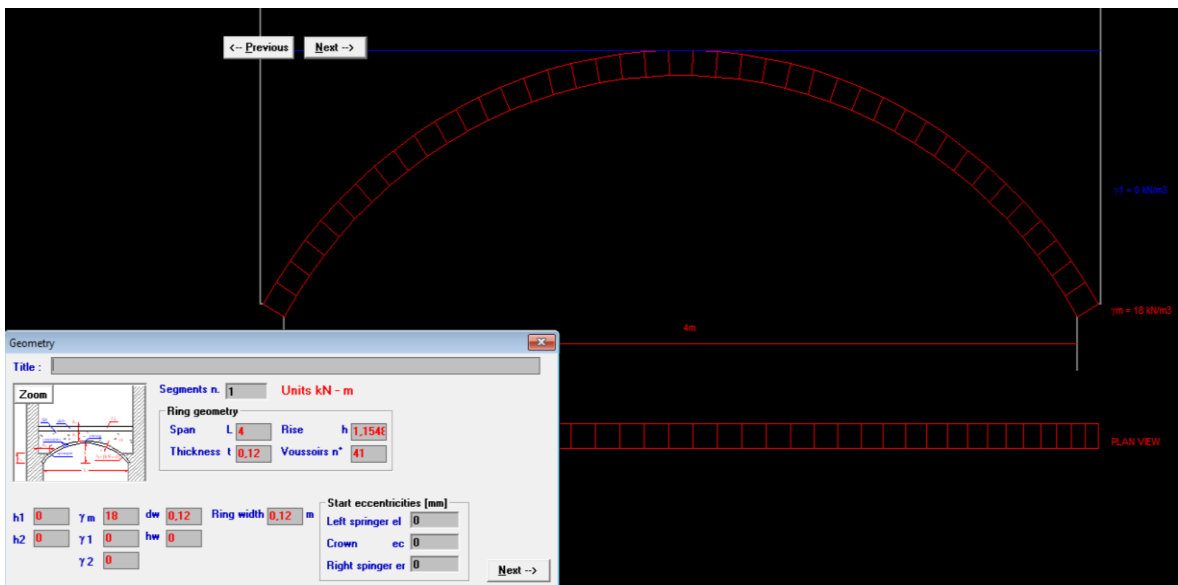 <-- Previous
Next -->
γ1 = 0 kN/m3
γm = 18 kN/m3
4m
PLAN VIEW
Geometry
Title :
Zoom
Segments n. 1
Units kN - m
Ring geometry
Span L 4 Rise h 1,1548
Thickness t 0,12 Voussoirs n° 41
h1 0 γm 18 dw 0,12 Ring width 0,12 m
h2 0 γ1 0 hw 0
γ2 0
Start eccentricities [mm]
Left springer el 0
Crown ec 0
Right spinger er 0
Next -->